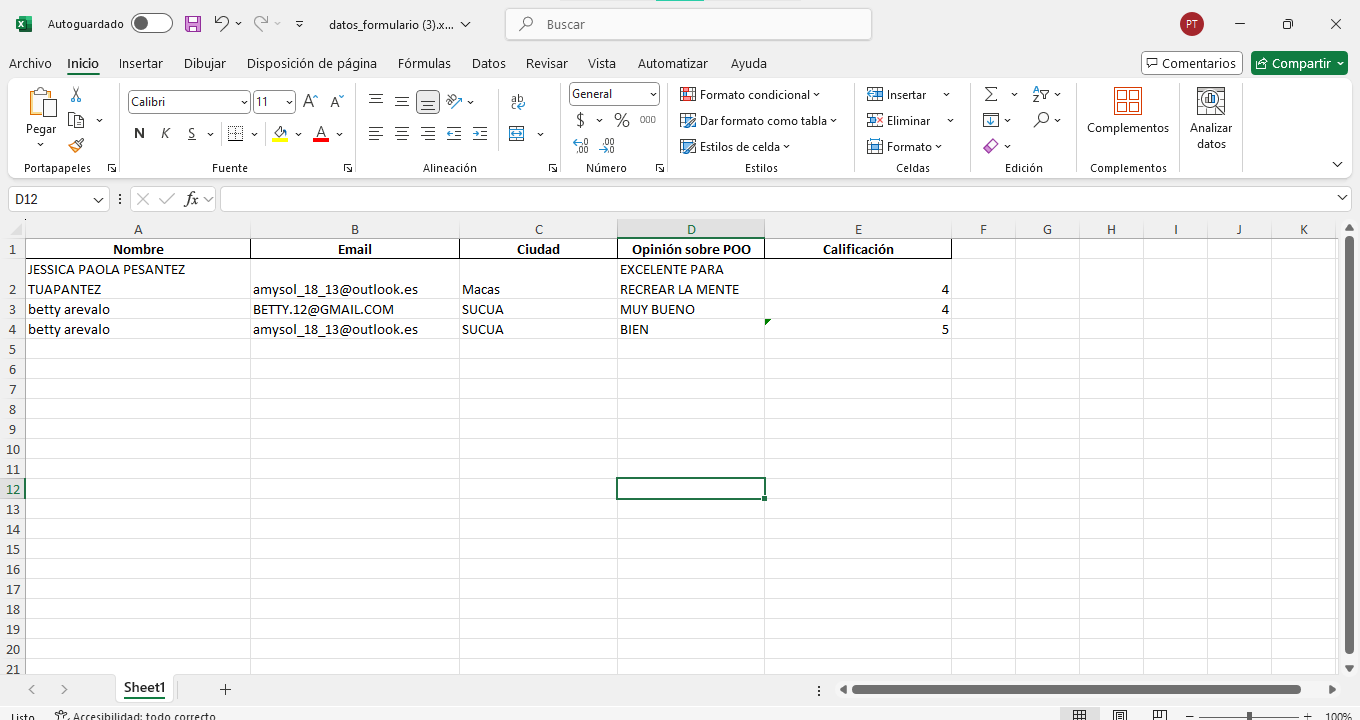 Autoguardado datos_formulario (3).x... Buscar PT
Archivo Inicio Insertar Dibujar Disposición de página Fórmulas Datos Revisar Vista Automatizar Ayuda Comentarios Compartir
Pegar
Portapapeles
Calibri 11
N K S A
Fuente
ab
Alineación
General
$ % 000
Número
Formato condicional
Dar formato como tabla
Estilos de celda
Estilos
Insertar
Eliminar
Formato
Celdas
Edición
Complementos
Complementos
Analizar
datos
D12 fx
A B C D E F G H I J K
1 Nombre Email Ciudad Opinión sobre POO Calificación
JESSICA PAOLA PESANTEZ EXCELENTE PARA
2 TUAPANTEZ amysol_18_13@outlook.es Macas RECREAR LA MENTE 4
3 betty arevalo BETTY.12@GMAIL.COM SUCUA MUY BUENO 4
4 betty arevalo amysol_18_13@outlook.es SUCUA BIEN 5
5
6
7
8
9
10
11
12
13
14
15
16
17
18
19
20
21
Sheet1
Listo Accesibilidad: todo correcto 100%